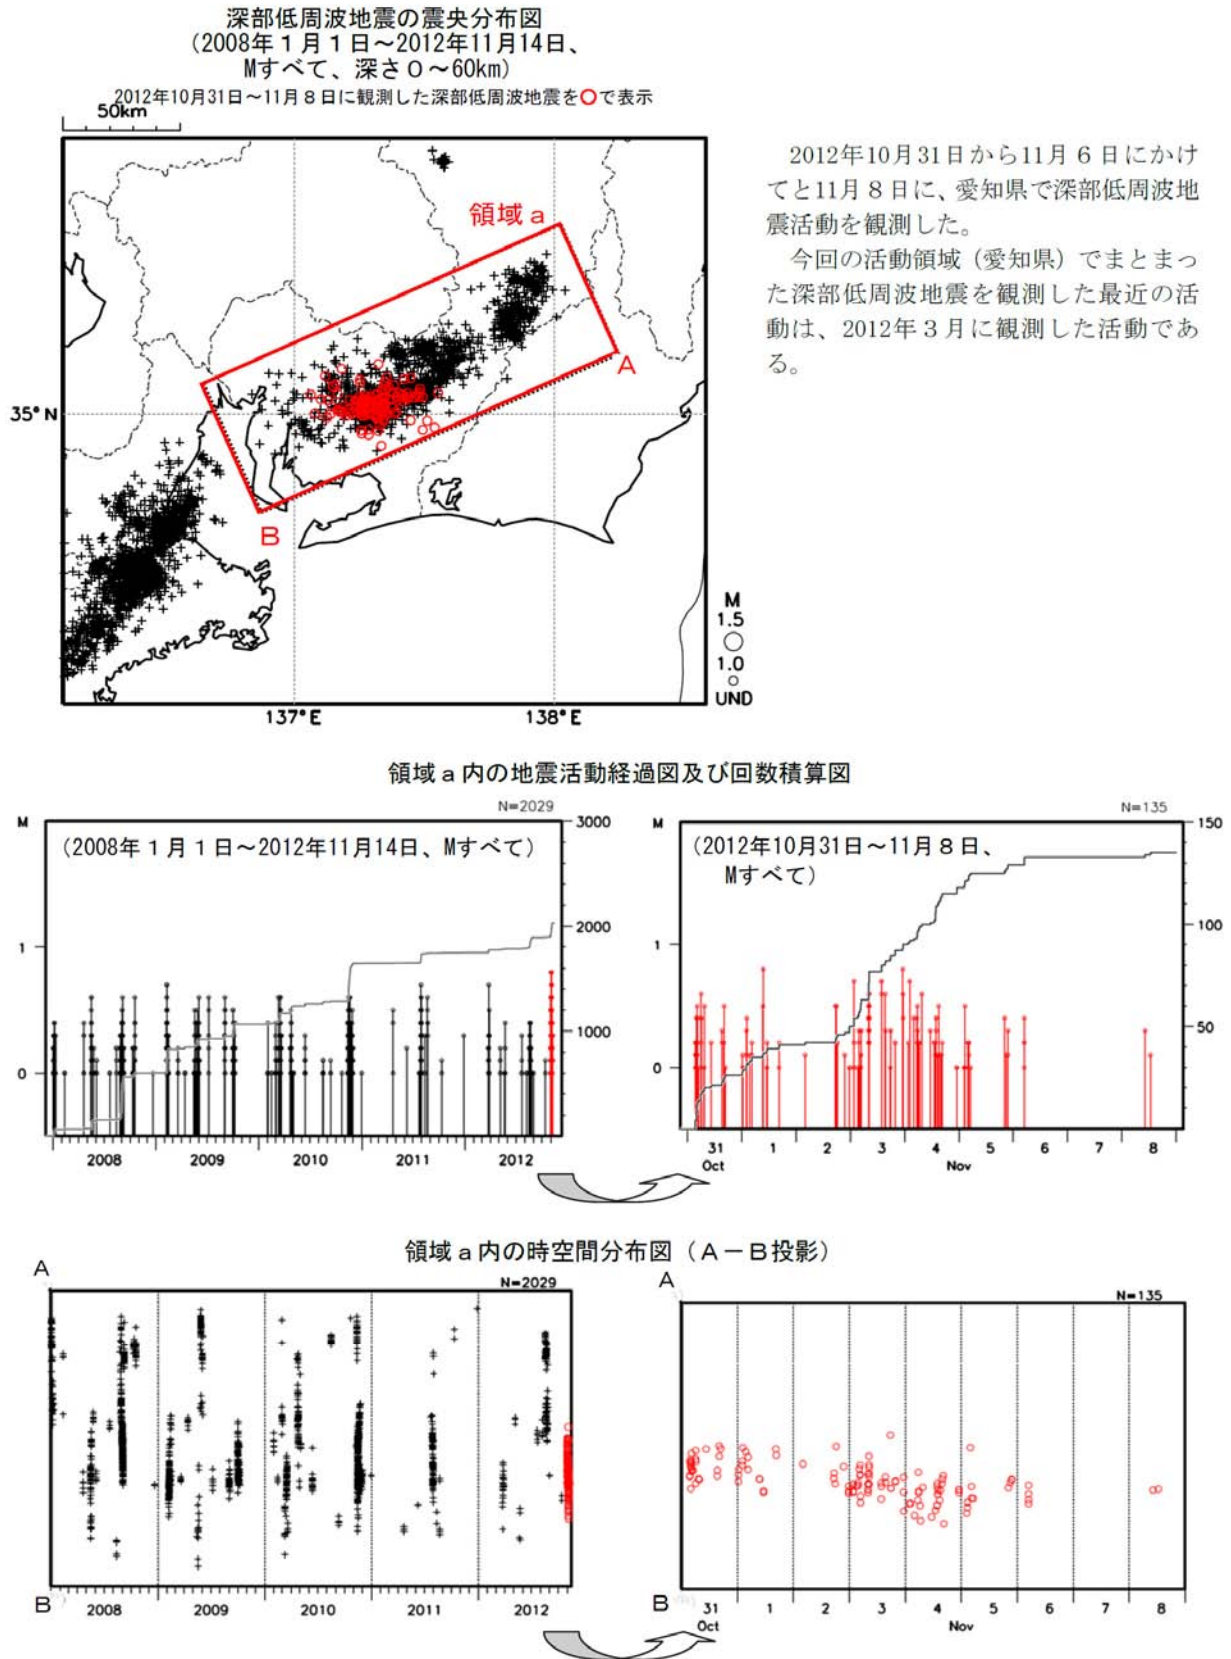 深部低周波地震の震央分布図
(2008年1月1日～2012年11月14日、
Mすべて、深さ0～60km)
2012年10月31日～11月8日に観測した深部低周波地震を○で表示
50km
領域a
A
B
35°N
137°E
138°E
M
1.5
1.0
UND
2012年10月31日から11月6日にかけ
てと11月8日に、愛知県で深部低周波地
震活動を観測した。
今回の活動領域（愛知県）でまとまっ
た深部低周波地震を観測した最近の活
動は、2012年3月に観測した活動であ
る。
領域a内の地震活動経過図及び回数積算図
N=2029
M
(2008年1月1日～2012年11月14日、Mすべて)
3000
2000
1000
1
0
2008 2009 2010 2011 2012
N=135
M
(2012年10月31日～11月8日、
Mすべて)
150
100
50
1
0
31 1 2 3 4 5 6 7 8
Oct Nov
領域a内の時空間分布図（A－B投影）
A
N=2029
B
2008 2009 2010 2011 2012
A
N=135
B
31 1 2 3 4 5 6 7 8
Oct Nov